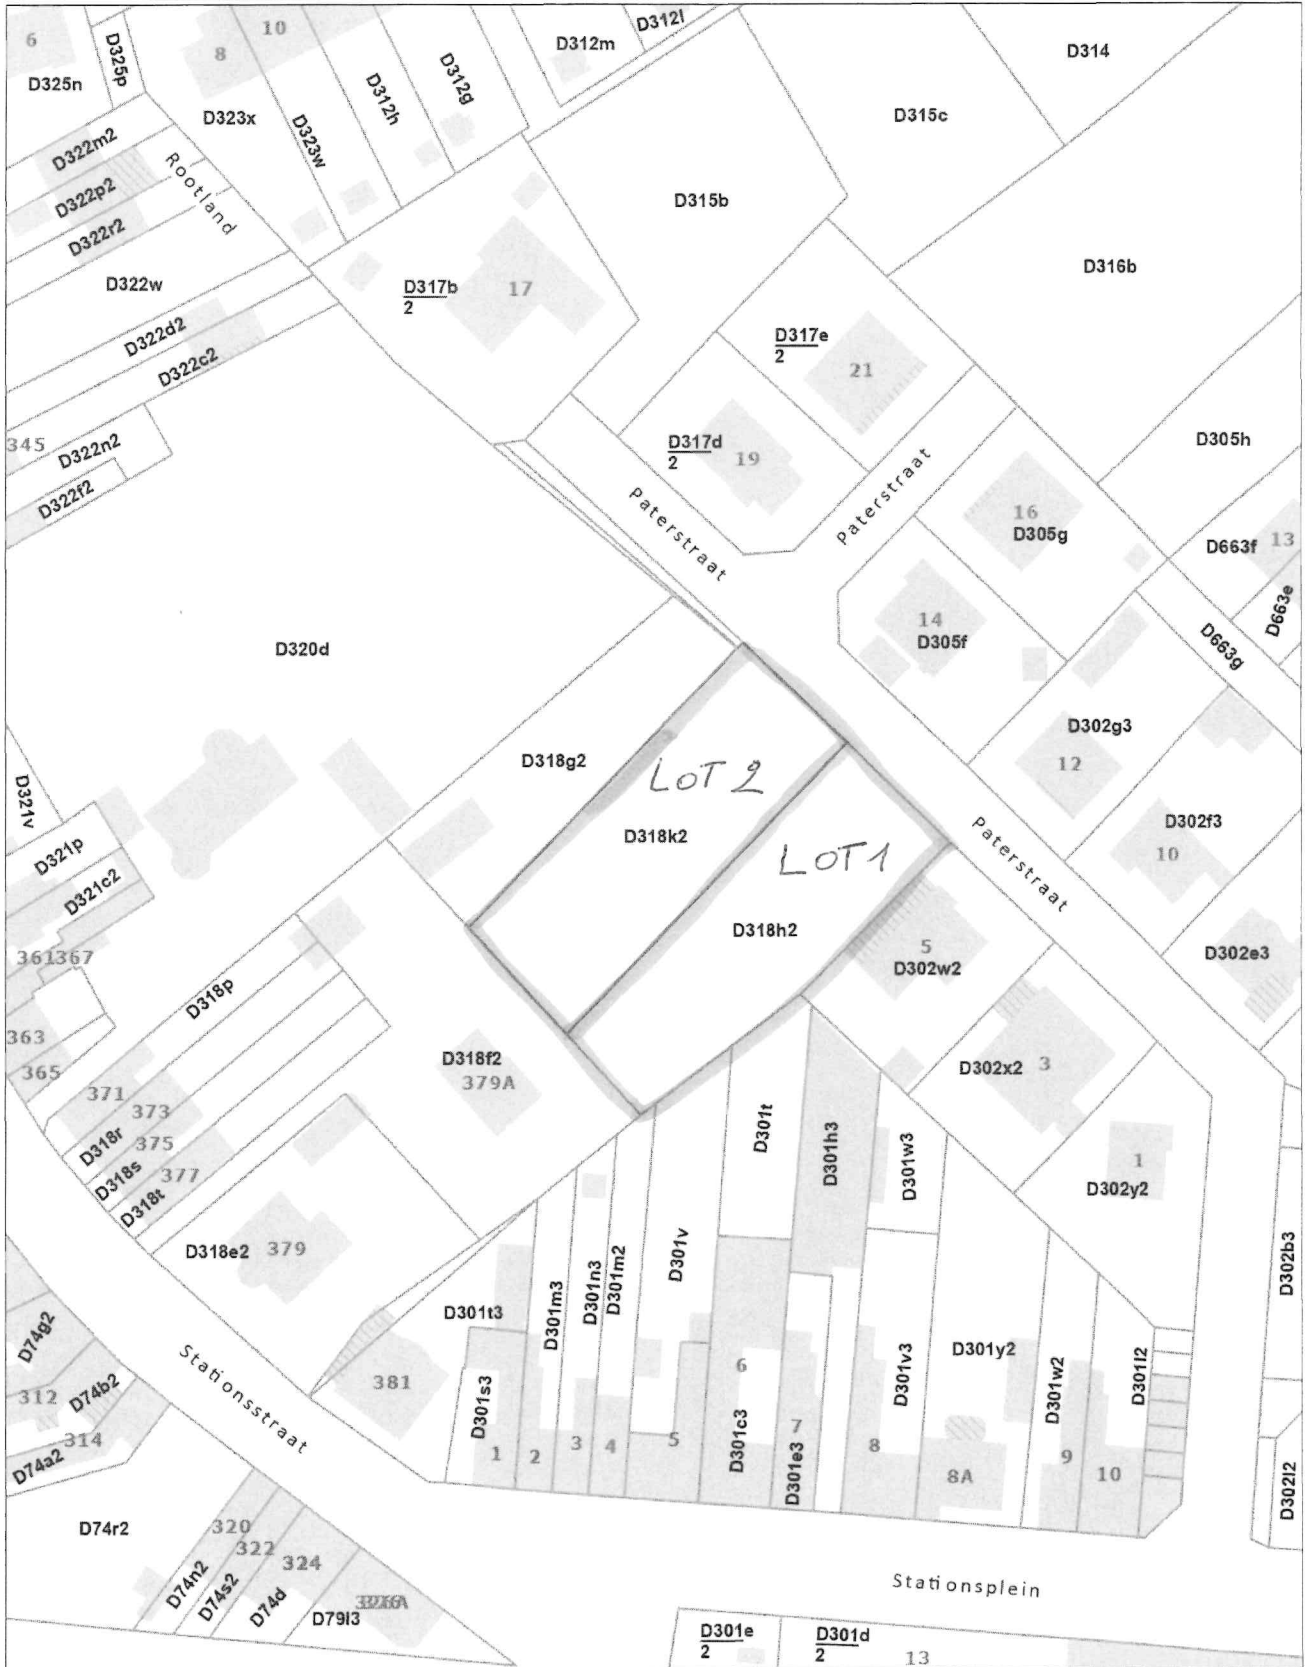 6
8
10
D325n
D325p
D323x
D323w
D312h
D312g
D312m
D312l
D314
D315c
D322m2
D322p2
D322r2
Rootland
D315b
D322w
D317b
2
17
D316b
D322d2
D322c2
D317e
2
21
345
D322n2
D322f2
D317d
2
19
Paterstraat
Paterstraat
16
D305g
D305h
D663f
13
D663e
D663g
14
D305f
D320d
D318g2
LOT 2
D318k2
LOT 1
D318h2
D302g3
12
D302f3
10
Paterstraat
D302e3
D321v
D321p
D321c2
361
367
363
365
D318p
5
D302w2
D302x2
3
D318f2
379A
371
373
375
377
D318r
D318s
D318t
D318e2
379
D301t
D301h3
D301w3
1
D302y2
D302b3
D301t3
D301m3
D301n3
D301m2
D301v
D301s3
381
Stationsstraat
D74g2
D74b2
312
314
D74a2
1
2
3
4
5
6
D301c3
7
D301e3
8
D301v3
D301y2
8A
D301w2
9
D301l2
10
D302l2
D74r2
320
322
324
D74n2
D74s2
D74d
D79l3
Stationsplein
D301e
2
D301d
2
13